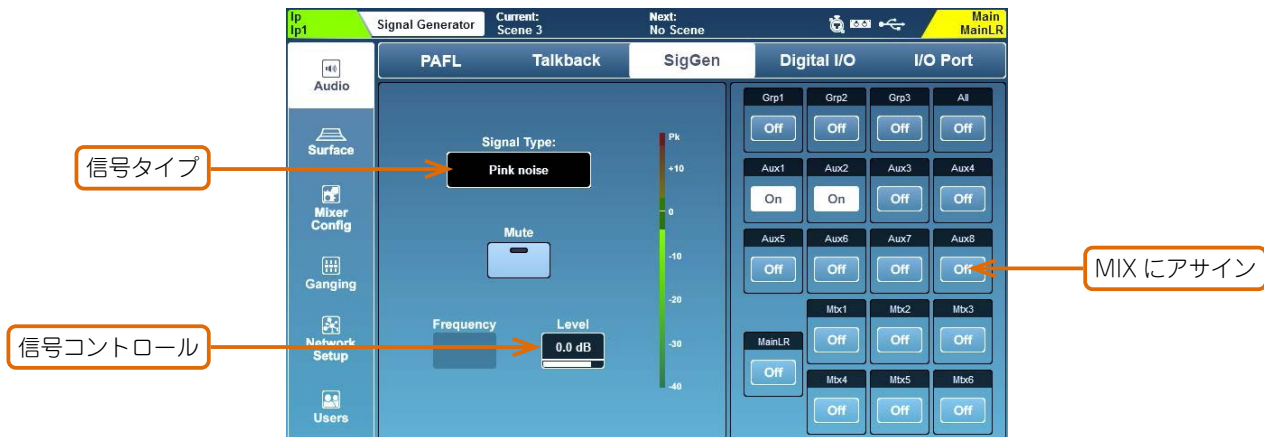 Ip
Ip1
Signal Generator
Current:
Scene 3
Next:
No Scene
Main
MainLR
Audio
Surface
Mixer
Config
Ganging
Network
Setup
Users
PAFL
Talkback
SigGen
Digital I/O
I/O Port
信号タイプ
Signal Type:
Pink noise
Mute
信号コントロール
Frequency
Level
0.0 dB
Pk
+10
0
-10
-20
-30
-40
Grp1 Grp2 Grp3 All
Off Off Off Off
Aux1 Aux2 Aux3 Aux4
On On Off Off
Aux5 Aux6 Aux7 Aux8
Off Off Off Off
MIX にアサイン
Mtx1 Mtx2 Mtx3
MainLR
Off Off Off
Off
Mtx4 Mtx5 Mtx6
Off Off Off